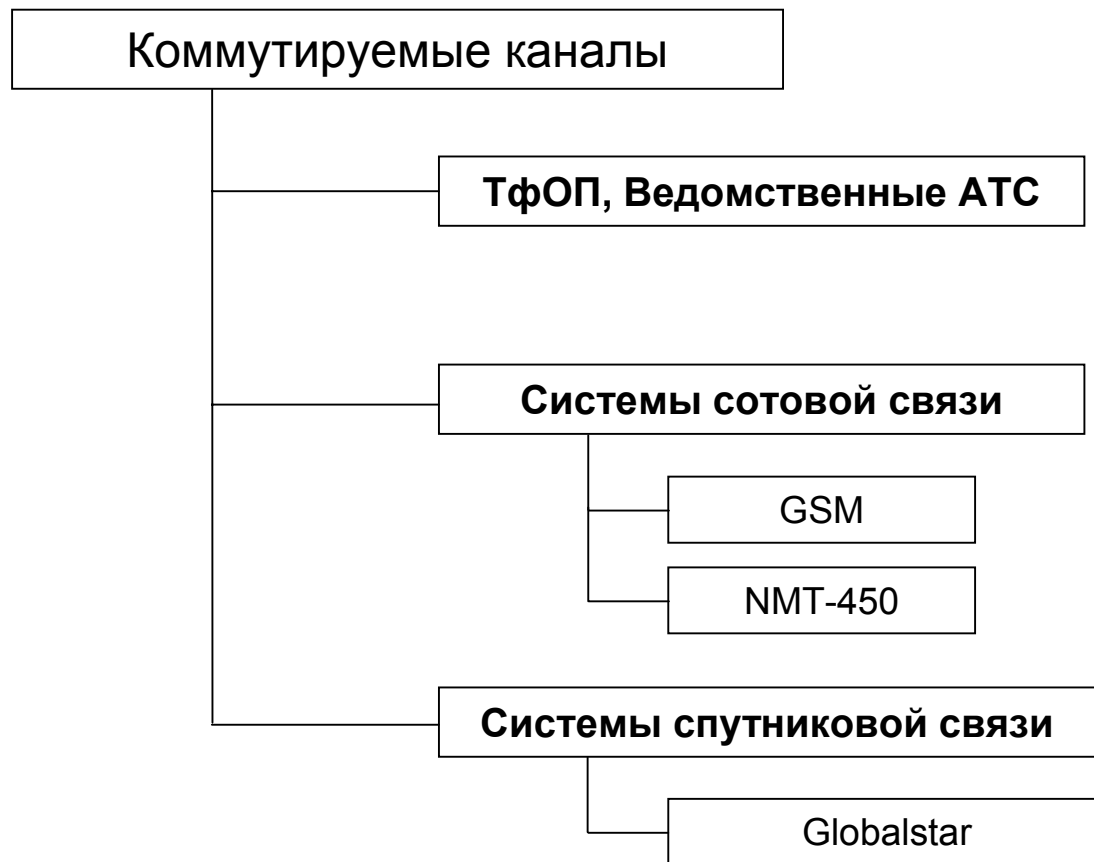 Коммутируемые каналы
ТфОП, Ведомственные АТС
Системы сотовой связи
GSM
NMT-450
Системы спутниковой связи
Globalstar